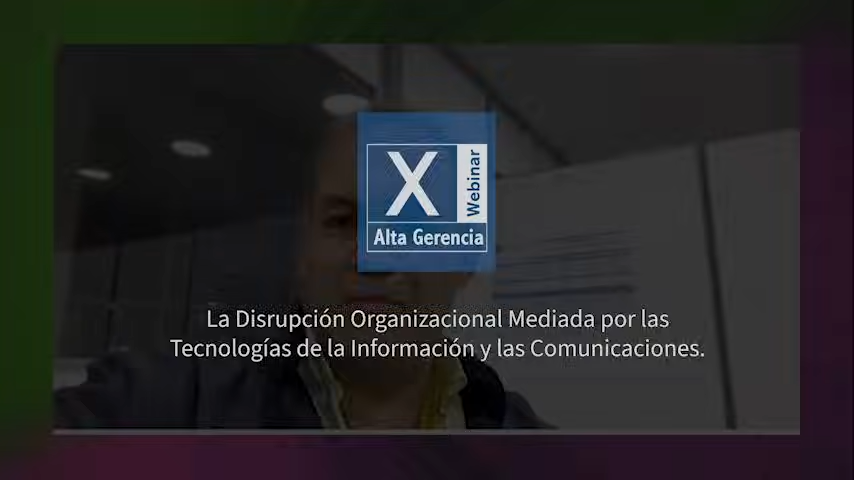 X
Webinar
Alta Gerencia
La Disrupción Organizacional Mediada por las
Tecnologías de la Información y las Comunicaciones.